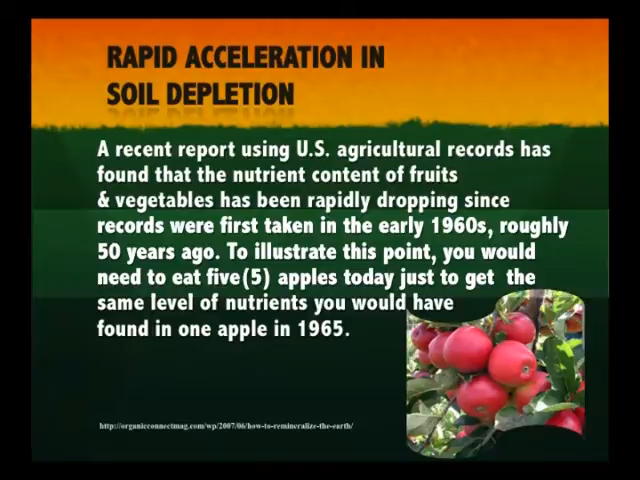 RAPID ACCELERATION IN
SOIL DEPLETION
A recent report using U.S. agricultural records has
found that the nutrient content of fruits
& vegetables has been rapidly dropping since
records were first taken in the early 1960s, roughly
50 years ago. To illustrate this point, you would
need to eat five(5) apples today just to get the
same level of nutrients you would have
found in one apple in 1965.
http://organicconnectmag.com/wp/2007/06/how-to-remineralize-the-earth/